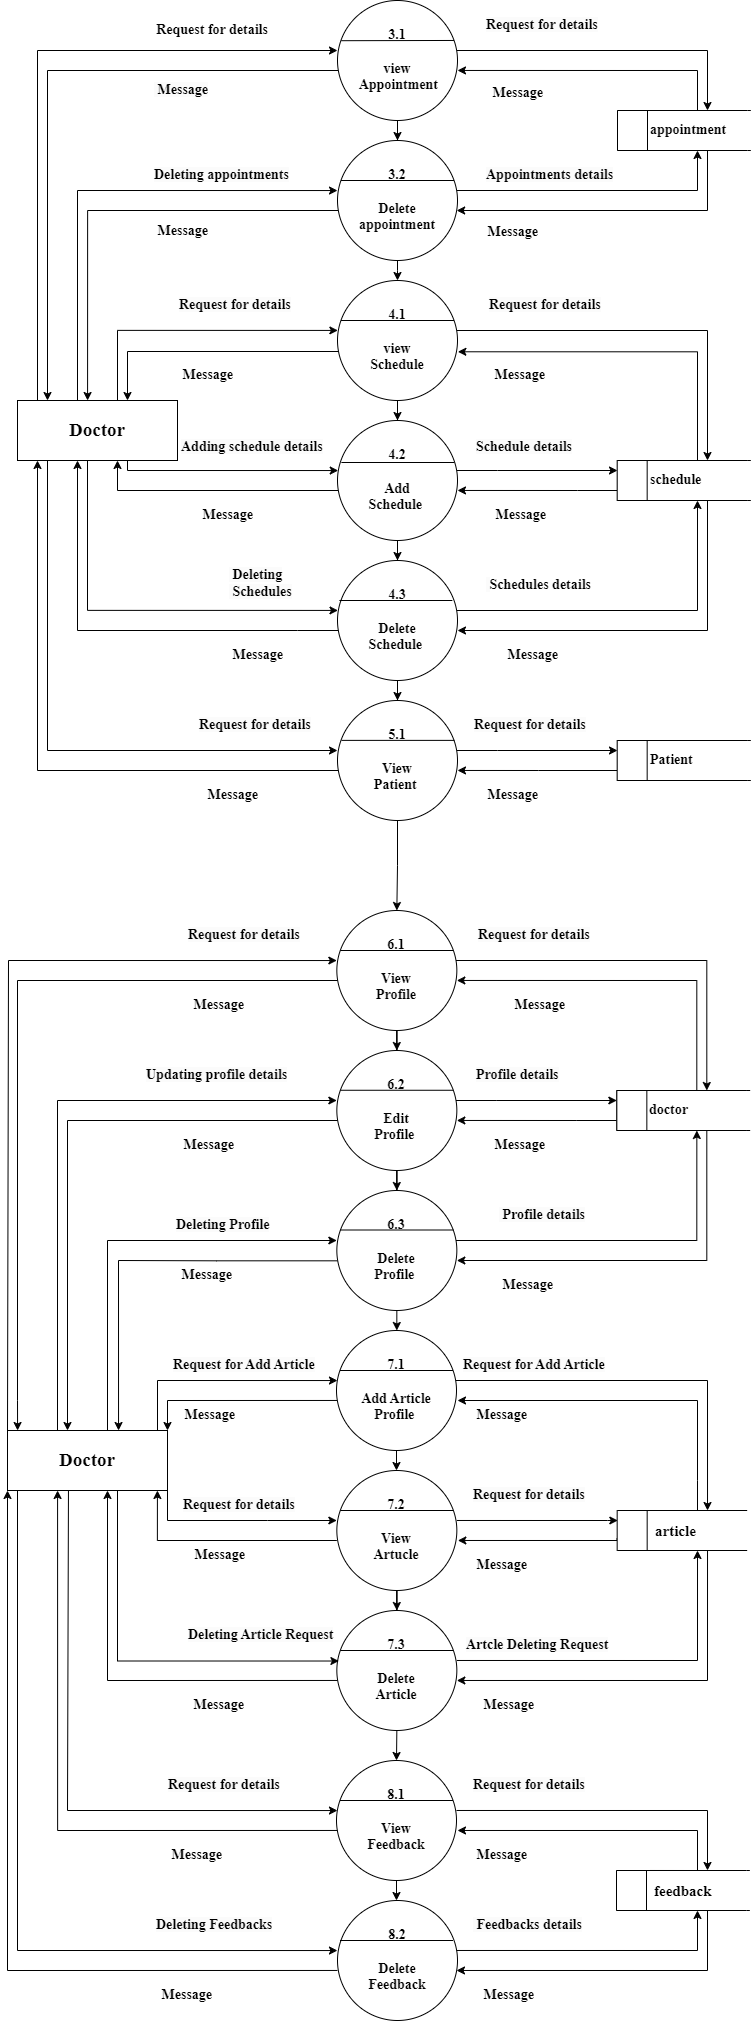 Request for details
3.1
Request for details
view
Appointment
Message
Message
appointment
Deleting appointments
3.2
Appointments details
Delete
appointment
Message
Message
Request for details
4.1
Request for details
view
Schedule
Message
Message
Doctor
Adding schedule details
4.2
Schedule details
schedule
Add
Schedule
Message
Message
Deleting
Schedules
4.3
Schedules details
Delete
Schedule
Message
Message
Request for details
5.1
Request for details
View
Patient
Patient
Message
Message
Request for details
6.1
Request for details
View
Profile
Message
Message
Updating profile details
6.2
Profile details
doctor
Edit
Profile
Message
Message
Deleting Profile
6.3
Profile details
Delete
Profile
Message
Message
Request for Add Article
7.1
Request for Add Article
Add Article
Profile
Message
Message
Doctor
Request for details
7.2
Request for details
article
View
Artucle
Message
Message
Deleting Article Request
7.3
Artcle Deleting Request
Delete
Article
Message
Message
Request for details
8.1
Request for details
View
Feedback
Message
Message
feedback
Deleting Feedbacks
8.2
Feedbacks details
Delete
Feedback
Message
Message